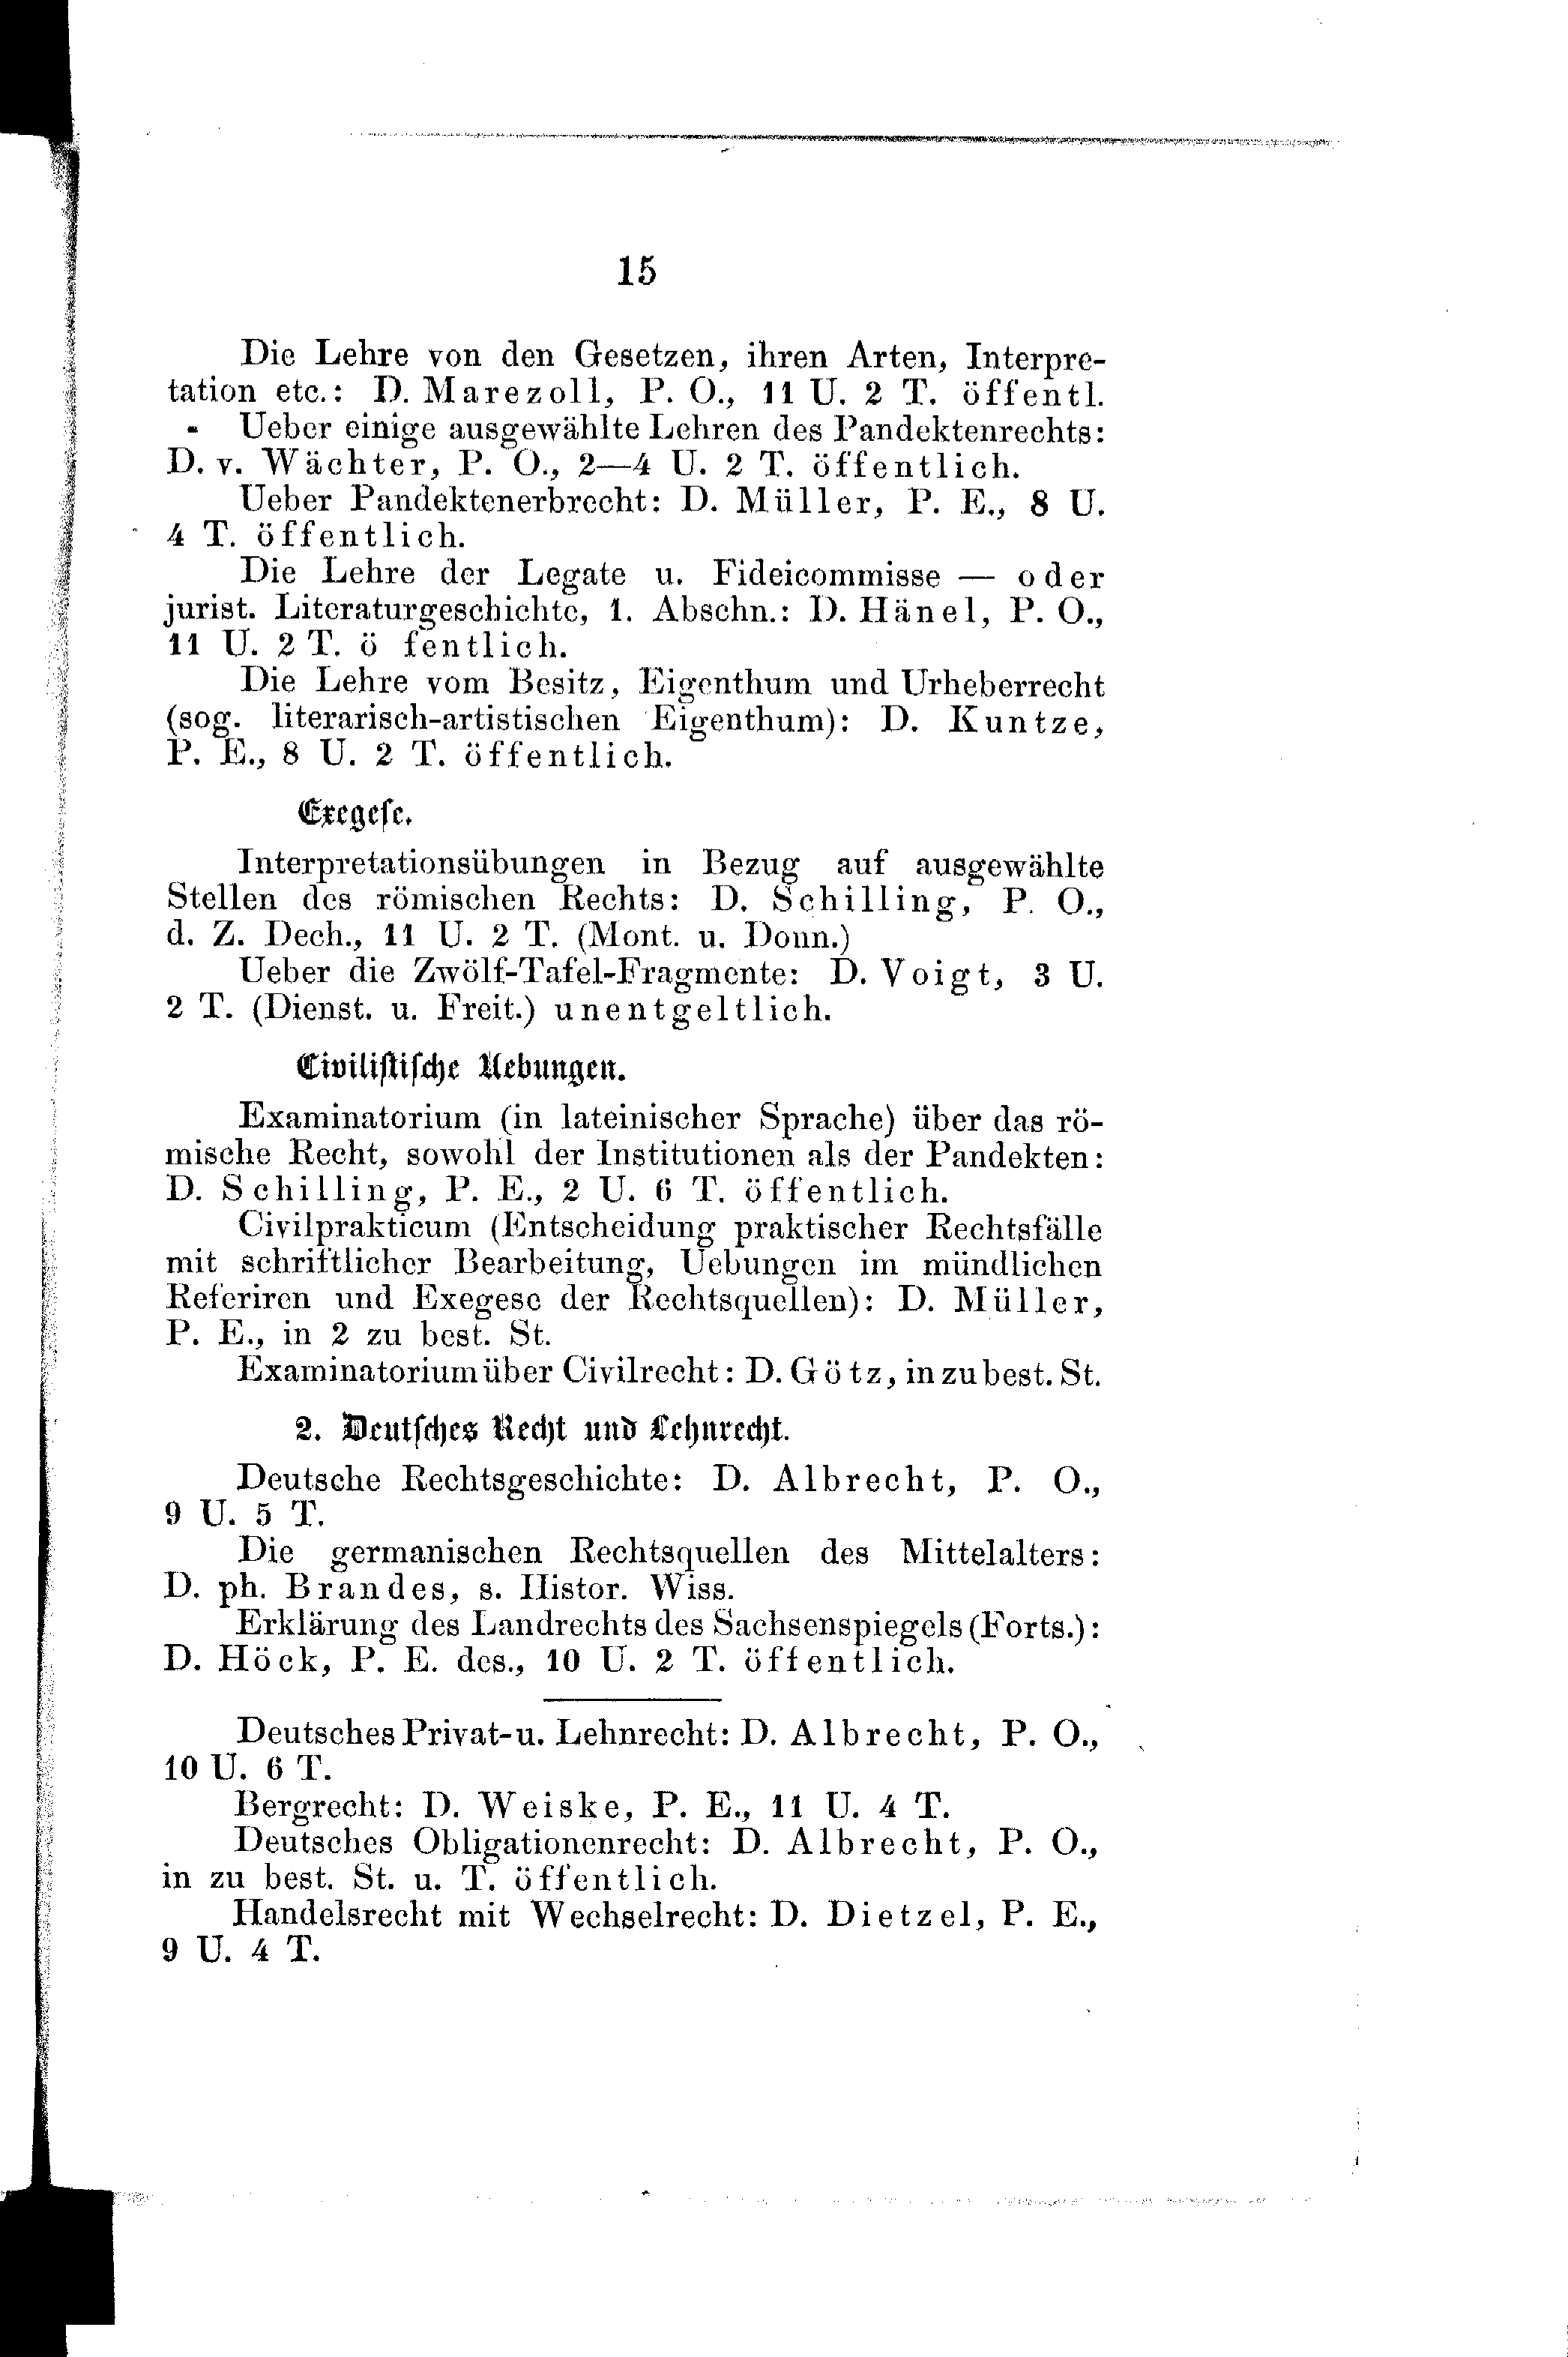 15
Die Lehre von den Gesetzen, ihren Arten, Interpre-
tation etc.: D. Marezoll, P. O., 11 U. 2 T. öffentl.
Ueber einige ausgewählte Lehren des Pandektenrechts:
D. v. Wächter, P. O., 2—4 U. 2 T. öffentlich.
Ueber Pandektenerbrecht: D. Müller, P. E., 8 U.
4 T. öffentlich.
Die Lehre der Legate u. Fideicommisse — oder
jurist. Literaturgeschichte, 1. Abschn.: D. Hänel, P. O.,
11 U. 2 T. ö fentlich.
Die Lehre vom Besitz, Eigenthum und Urheberrecht
(sog. literarisch-artistischen Eigenthum): D. Kuntze,
P. E., 8 U. 2 T. öffentlich.
Exegese.
Interpretationsübungen in Bezug auf ausgewählte
Stellen des römischen Rechts: D. Schilling, P. O.,
d. Z. Dech., 11 U. 2 T. (Mont. u. Donn.)
Ueber die Zwölf-Tafel-Fragmente: D. Voigt, 3 U.
2 T. (Dienst. u. Freit.) unentgeltlich.
Civilistische Uebungen.
Examinatorium (in lateinischer Sprache) über das rö-
mische Recht, sowohl der Institutionen als der Pandekten:
D. Schilling, P. E., 2 U. 6 T. öffentlich.
Civilprakticum (Entscheidung praktischer Rechtsfälle
mit schriftlicher Bearbeitung, Uebungen im mündlichen
Referiren und Exegese der Rechtsquellen): D. Müller,
P. E., in 2 zu best. St.
Examinatorium über Civilrecht: D. Götz, in zu best. St.
2. Deutsches Recht und Lehnrecht.
Deutsche Rechtsgeschichte: D. Albrecht, P. O.,
9 U. 5 T.
Die germanischen Rechtsquellen des Mittelalters:
D. ph. Brandes, s. Histor. Wiss.
Erklärung des Landrechts des Sachsenspiegels (Forts.):
D. Höck, P. E. des., 10 U. 2 T. öffentlich.
Deutsches Privat- u. Lehnrecht: D. Albrecht, P. O.,
10 U. 6 T.
Bergrecht: D. Weiske, P. E., 11 U. 4 T.
Deutsches Obligationenrecht: D. Albrecht, P. O.,
in zu best. St. u. T. öffentlich.
Handelsrecht mit Wechselrecht: D. Dietzel, P. E.,
9 U. 4 T.